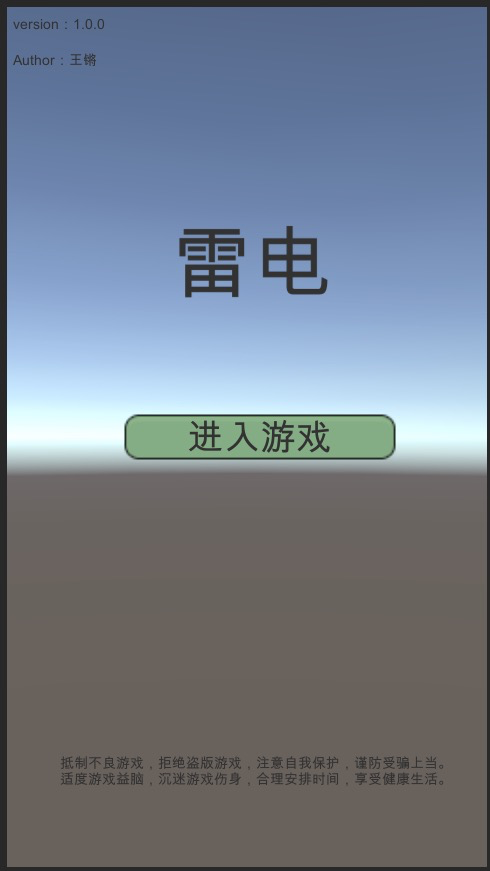 version：1.0.0
Author：王锵
雷电
进入游戏
抵制不良游戏，拒绝盗版游戏，注意自我保护，谨防受骗上当。
适度游戏益脑，沉迷游戏伤身，合理安排时间，享受健康生活。